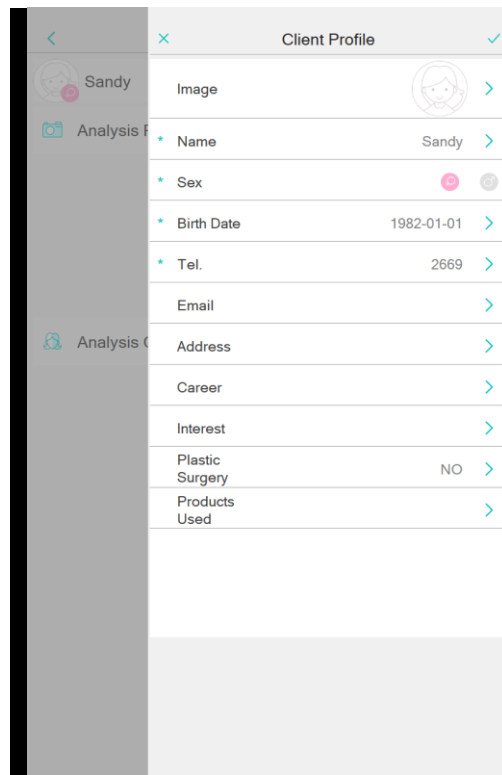 Client Profile
Sandy
Analysis
Image
* Name Sandy
* Sex
* Birth Date 1982-01-01
* Tel. 2669
Email
Address
Analysis
Career
Interest
Plastic
Surgery NO
Products
Used